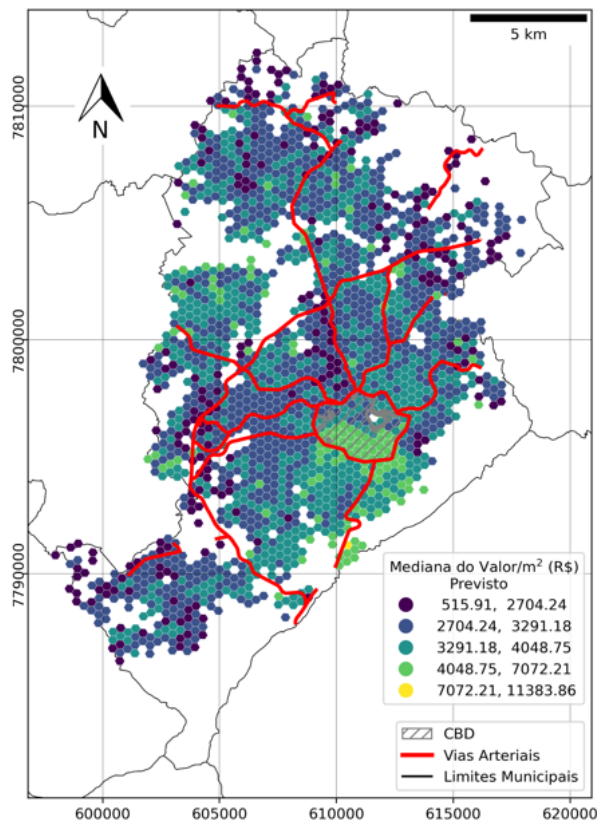 5 km
N
7810000
7800000
7790000
Mediana do Valor/m² (R$)
Previsto
515.91, 2704.24
2704.24, 3291.18
3291.18, 4048.75
4048.75, 7072.21
7072.21, 11383.86
CBD
Vias Arteriais
Limites Municipais
600000 605000 610000 615000 620000